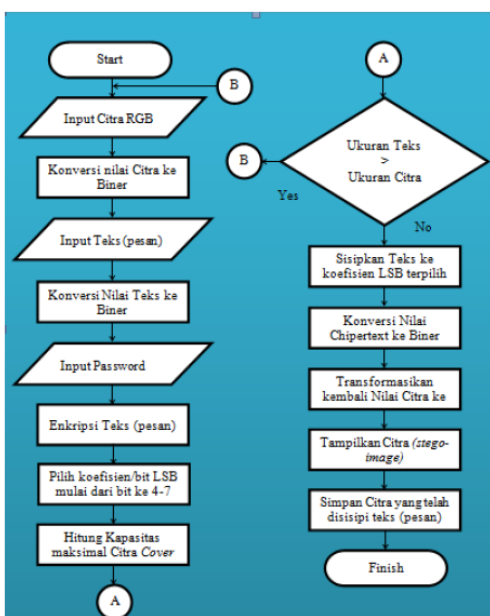 Start
B
Input Citra RGB
Konversi nilai Citra ke
Biner
Input Teks (pesan)
Konversi Nilai Teks ke
Biner
Input Password
Enkripsi Teks (pesan)
Pilih koefisien/bit LSB
mulai dari bit ke 4-7
Hitung Kapasitas
maksimal Citra Cover
A
A
Ukuran Teks
>
Ukuran Citra
B
Yes
No
Sisipkan Teks ke
koefisien LSB terpilih
Konversi Nilai
Chipertext ke Biner
Transformasikan
kembali Nilai Citra ke
Tampilkan Citra (stego-
image)
Simpan Citra yang telah
disisipi teks (pesan)
Finish